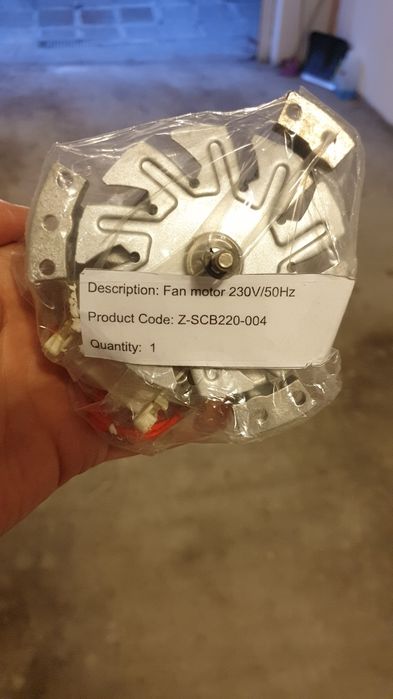 Description: Fan motor 230V/50Hz
Product Code: Z-SCB220-004
Quantity: 1